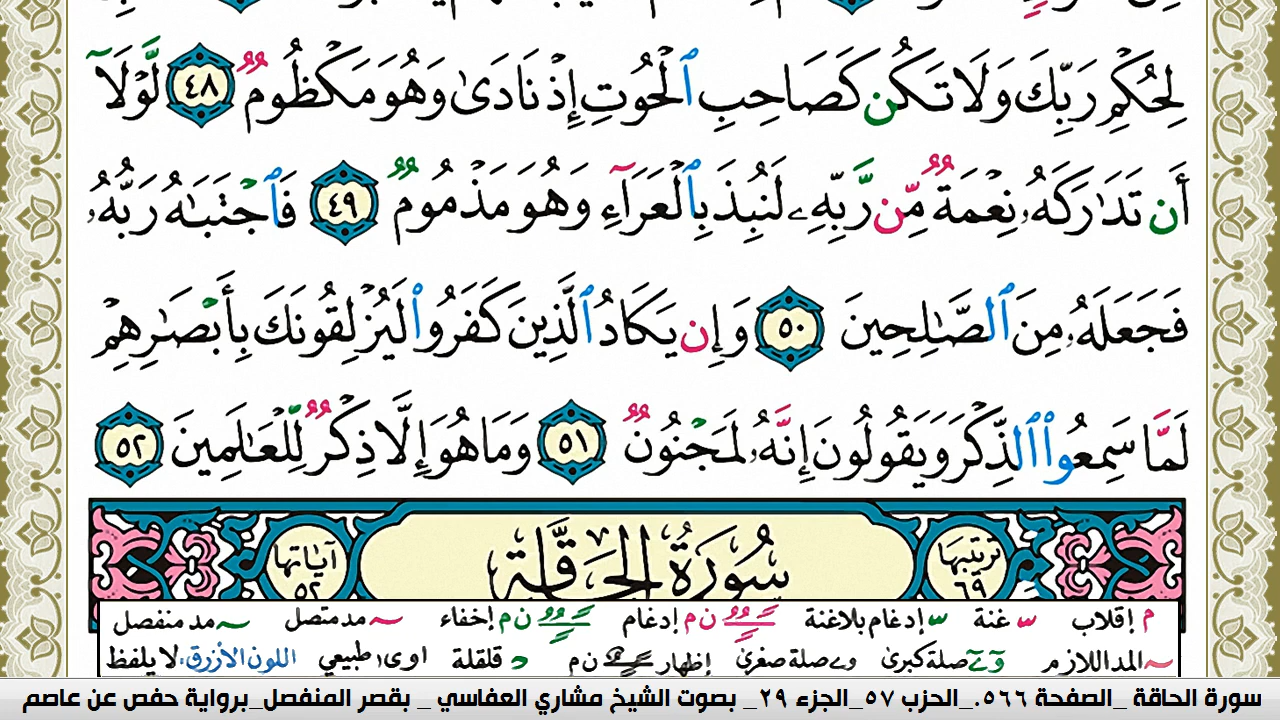 لِحُكْمِ رَبِّكَ وَلَا تَكُن كَصَاحِبِ ٱلْحُوتِ إِذْ نَادَىٰ وَهُوَ مَكْظُومٌ ٤٨ لَّوْلَآ
أَن تَدَٰرَكَهُۥ نِعْمَةٌ مِّن رَّبِّهِۦ لَنُبِذَ بِٱلْعَرَآءِ وَهُوَ مَذْمُومٌ ٤٩ فَٱجْتَبَٰهُ رَبُّهُۥ
فَجَعَلَهُۥ مِنَ ٱلصَّٰلِحِينَ ٥٠ وَإِن يَكَادُ ٱلَّذِينَ كَفَرُوا۟ لَيُزْلِقُونَكَ بِأَبْصَٰرِهِمْ
لَمَّا سَمِعُوا۟ ٱلذِّكْرَ وَيَقُولُونَ إِنَّهُۥ لَمَجْنُونٌ ٥١ وَمَا هُوَ إِلَّا ذِكْرٌ لِّلْعَٰلَمِينَ ٥٢
ترتيبها ٦٩ سُورَةُ الحَاقَّةِ آياتها ٥٢
م إقلاب غنة إدغام بلاغنة إدغام ن م إخفاء ن م مد متصل مد منفصل
المد اللازم صلة كبرى صلة صغرى إظهار ن م قلقلة اوى طبيعي اللون الأزرق: لا يلفظ
سورة الحاقة _الصفحة ٥٦٦._الحزب ٥٧_الجزء ٢٩_ بصوت الشيخ مشاري العفاسي _ بقصر المنفصل_برواية حفص عن عاصم